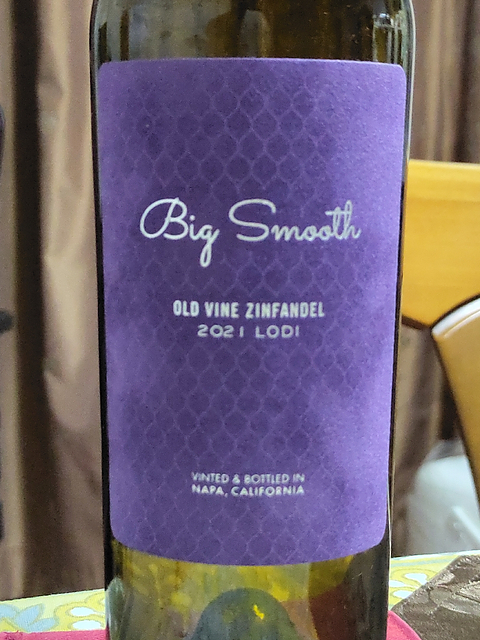 Big Smooth
OLD VINE ZINFANDEL
2021 LODI
VINTED & BOTTLED IN
NAPA, CALIFORNIA